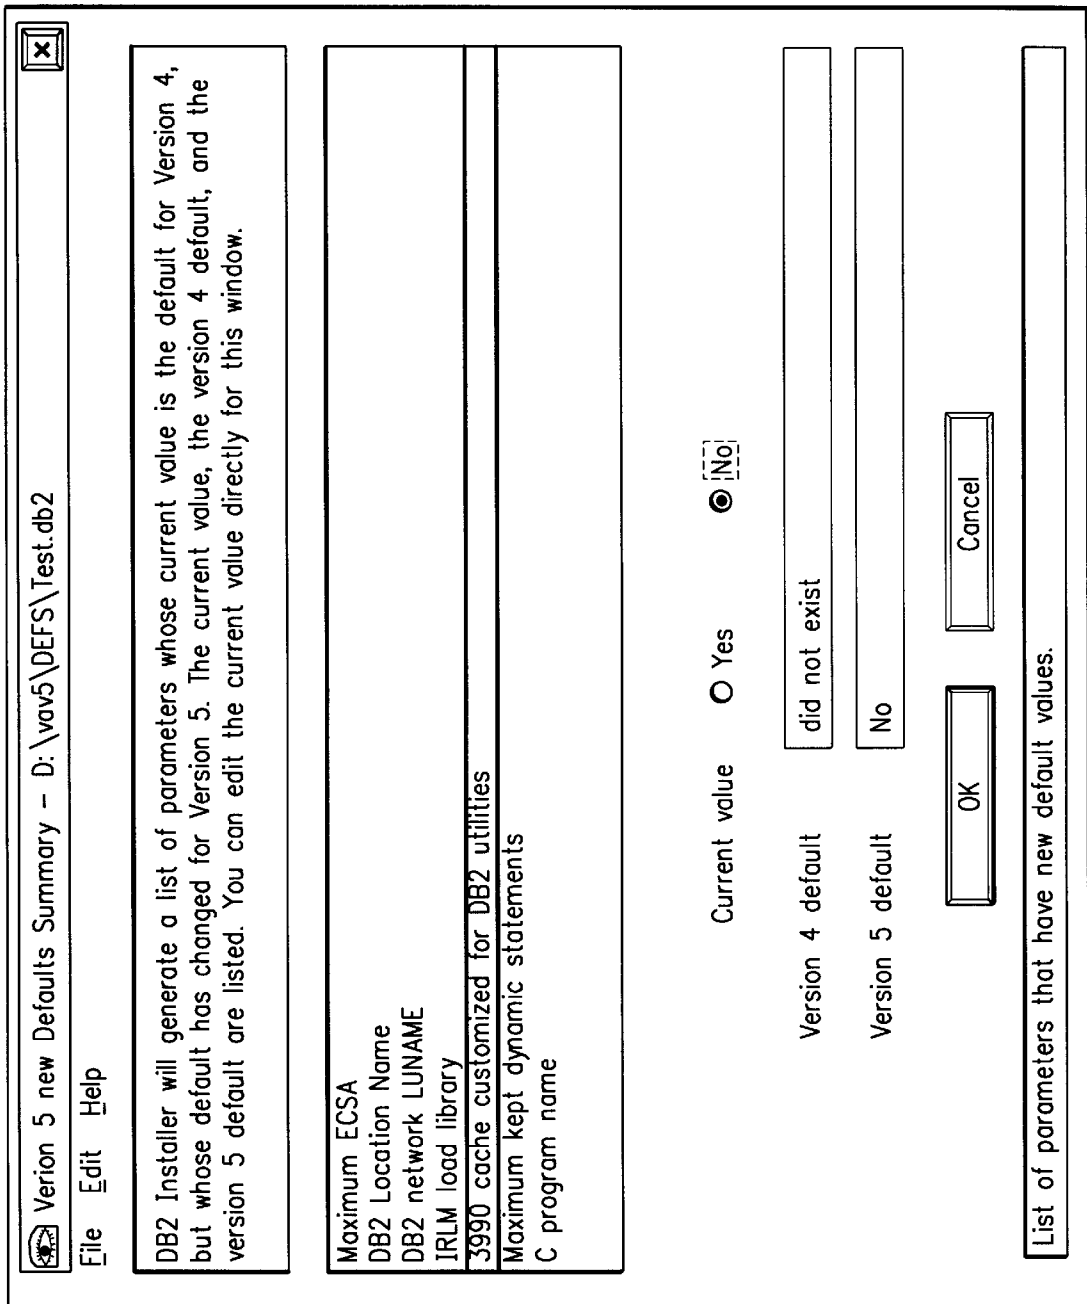 Verion 5 new Defaults Summary – D:\vav5\DEFS\Test.db2
File Edit Help
DB2 Installer will generate a list of parameters whose current value is the default for Version 4,
but whose default has changed for Version 5. The current value, the version 4 default, and the
version 5 default are listed. You can edit the current value directly for this window.
Maximum ECSA
DB2 Location Name
DB2 network LUNAME
IRLM load library
3990 cache customized for DB2 utilities
Maximum kept dynamic statements
C program name
Current value Yes No
Version 4 default did not exist
Version 5 default No
OK Cancel
List of parameters that have new default values.